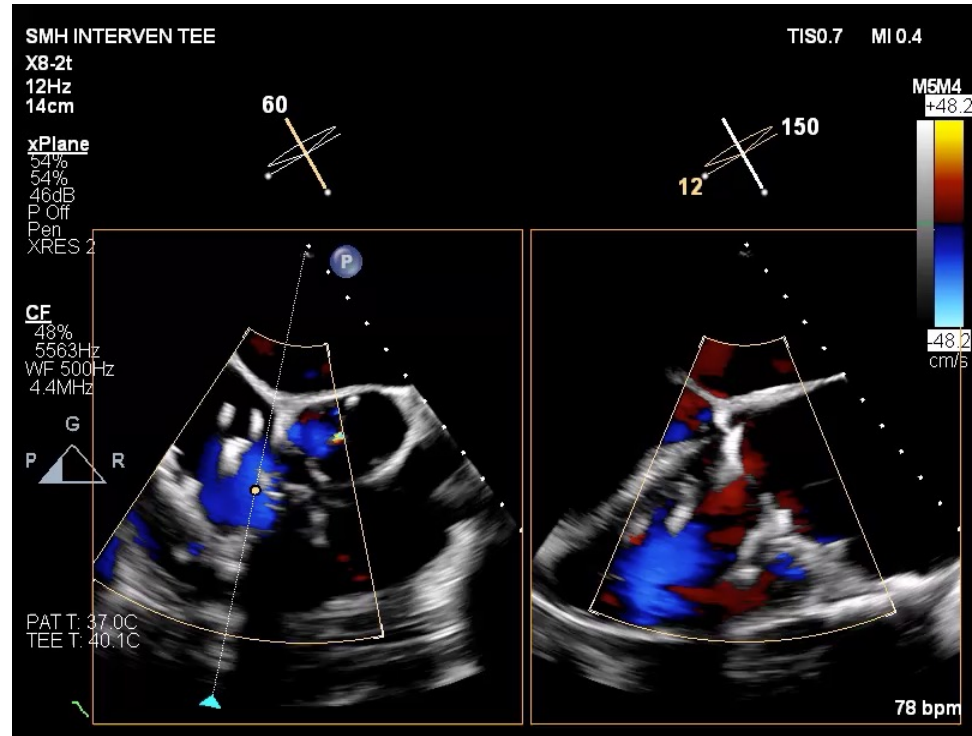 SMH INTERVEN TEE
TIS0.7 MI 0.4
X8-2t
12Hz
14cm
M5M4
+48.2
60
150
12
xPlane
54%
54%
46dB
P Off
Pen
XRES 2
P
CF
48%
5563Hz
WF 500Hz
4.4MHz
-48.2
cm/s
G
P R
PAT T: 37.0C
TEE T: 40.1C
78 bpm